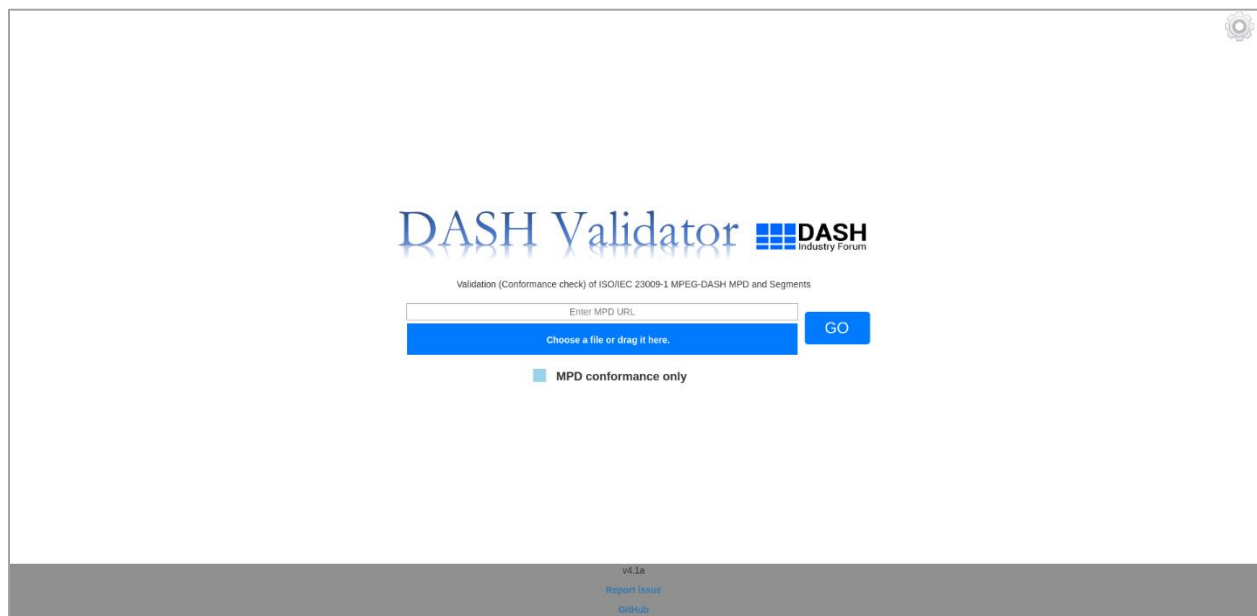 DASH Validator
DASH
Industry Forum
Validation (Conformance check) of ISO/IEC 23009-1 MPEG-DASH MPD and Segments
Enter MPD URL
GO
Choose a file or drag it here.
MPD conformance only
v4.1a
Report issue
GitHub